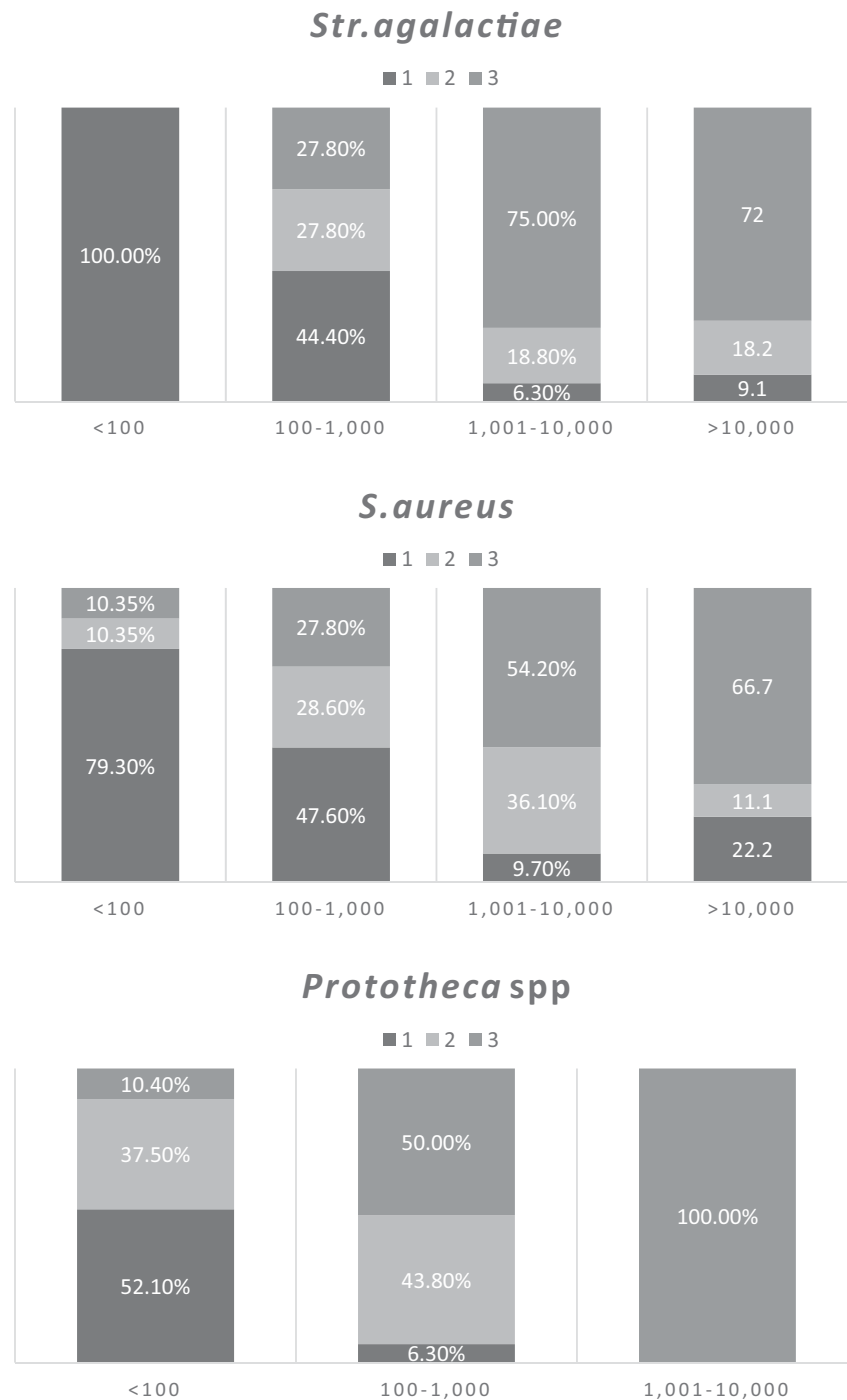 Str.agalactiae
1 2 3
27.80% 75.00% 72
100.00% 27.80%
44.40% 18.80% 18.2
6.30% 9.1
<100 100-1,000 1,001-10,000 >10,000
S.aureus
1 2 3
10.35% 27.80% 54.20% 66.7
10.35% 28.60%
79.30% 47.60% 36.10% 11.1
9.70% 22.2
<100 100-1,000 1,001-10,000 >10,000
Prototheca spp
1 2 3
10.40% 50.00% 100.00%
37.50%
52.10% 43.80%
6.30%
<100 100-1,000 1,001-10,000